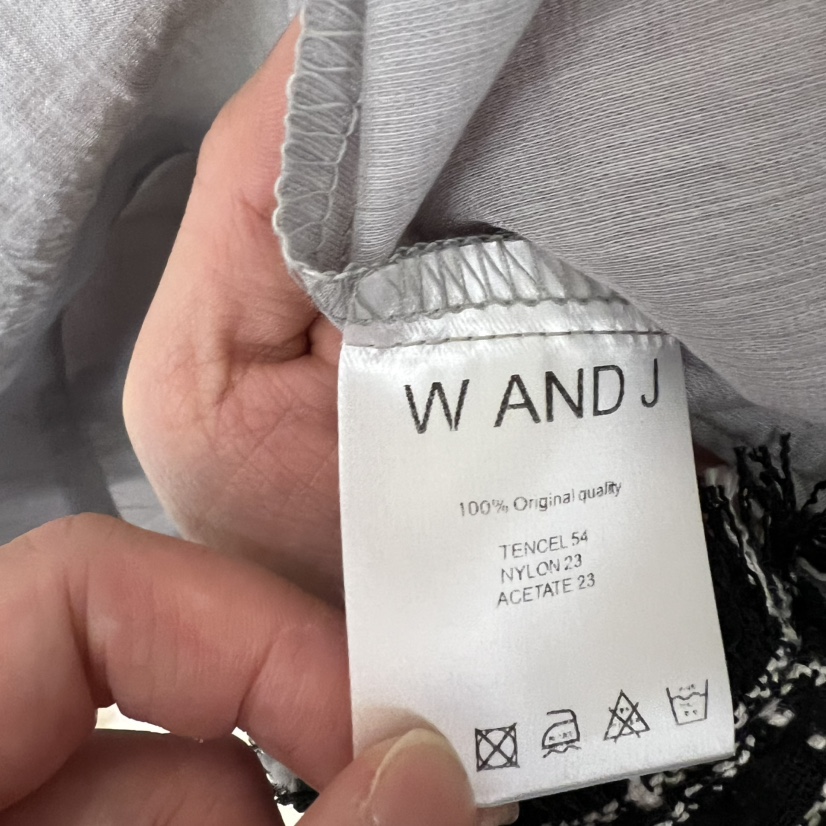 W AND J
100% Original quality
TENCEL 54
NYLON 23
ACETATE 23